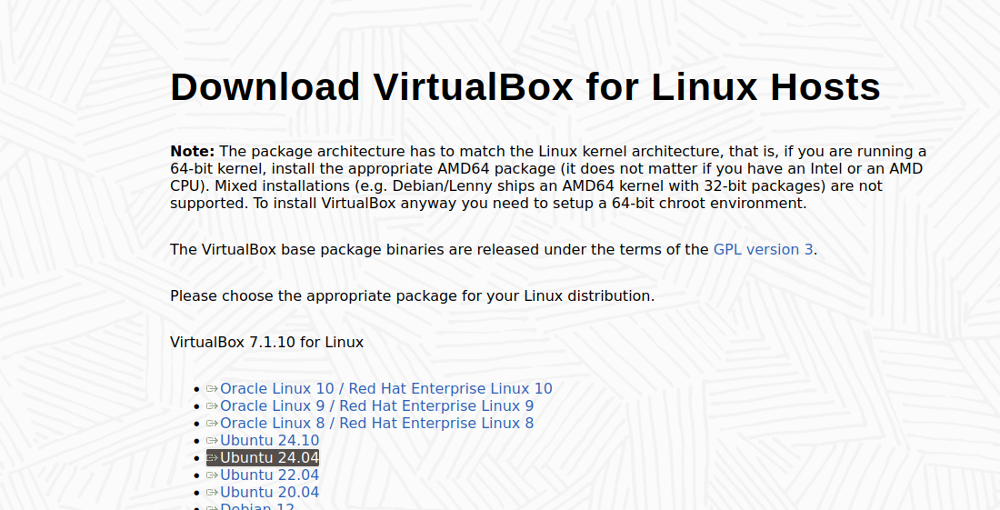 Download VirtualBox for Linux Hosts
Note: The package architecture has to match the Linux kernel architecture, that is, if you are running a
64-bit kernel, install the appropriate AMD64 package (it does not matter if you have an Intel or an AMD
CPU). Mixed installations (e.g. Debian/Lenny ships an AMD64 kernel with 32-bit packages) are not
supported. To install VirtualBox anyway you need to setup a 64-bit chroot environment.
The VirtualBox base package binaries are released under the terms of the GPL version 3.
Please choose the appropriate package for your Linux distribution.
VirtualBox 7.1.10 for Linux
Oracle Linux 10 / Red Hat Enterprise Linux 10
Oracle Linux 9 / Red Hat Enterprise Linux 9
Oracle Linux 8 / Red Hat Enterprise Linux 8
Ubuntu 24.10
Ubuntu 24.04
Ubuntu 22.04
Ubuntu 20.04
Debian 12